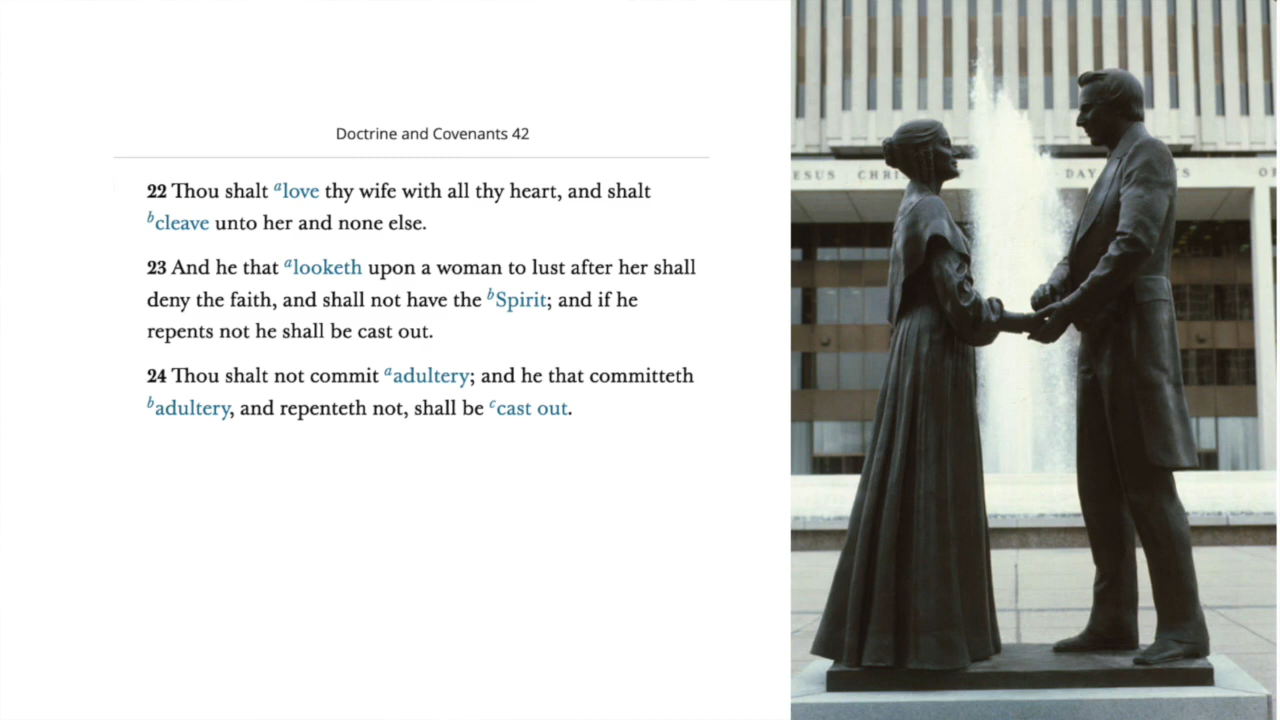 Doctrine and Covenants 42
22 Thou shalt ᵃlove thy wife with all thy heart, and shalt
ᵇcleave unto her and none else.
23 And he that ᵃlooketh upon a woman to lust after her shall
deny the faith, and shall not have the ᵇSpirit; and if he
repents not he shall be cast out.
24 Thou shalt not commit ᵃadultery; and he that committeth
ᵇadultery, and repenteth not, shall be ᶜcast out.
ESUS CHRIS DAY S OF